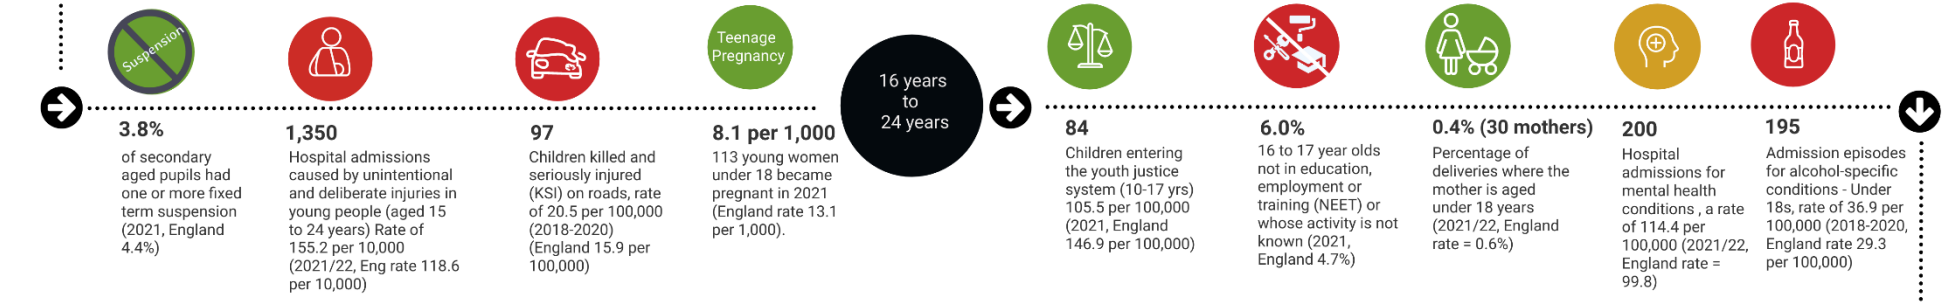 Suspension
3.8%
of secondary
aged pupils had
one or more fixed
term suspension
(2021, England
4.4%)
1,350
Hospital admissions
caused by unintentional
and deliberate injuries in
young people (aged 15
to 24 years) Rate of
155.2 per 10,000
(2021/22, Eng rate 118.6
per 10,000)
97
Children killed and
seriously injured
(KSI) on roads, rate
of 20.5 per 100,000
(2018-2020)
(England 15.9 per
100,000)
Teenage
Pregnancy
8.1 per 1,000
113 young women
under 18 became
pregnant in 2021
(England rate 13.1
per 1,000).
16 years
to
24 years
84
Children entering
the youth justice
system (10-17 yrs)
105.5 per 100,000
(2021, England
146.9 per 100,000)
6.0%
16 to 17 year olds
not in education,
employment or
training (NEET) or
whose activity is not
known (2021,
England 4.7%)
0.4% (30 mothers)
Percentage of
deliveries where the
mother is aged
under 18 years
(2021/22, England
rate = 0.6%)
200
Hospital
admissions for
mental health
conditions , a rate
of 114.4 per
100,000 (2021/22,
England rate =
99.8)
195
Admission episodes
for alcohol-specific
conditions - Under
18s, rate of 36.9 per
100,000 (2018-2020,
England rate 29.3
per 100,000)